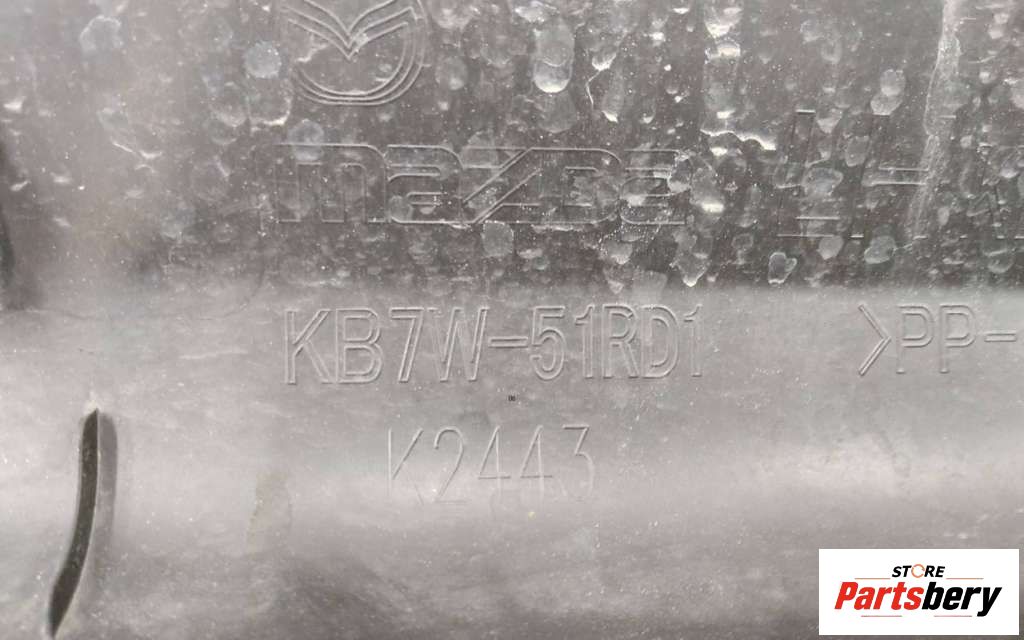 mazda
KB7W-51RD1
>PP-
K2443
STORE
Partsbery